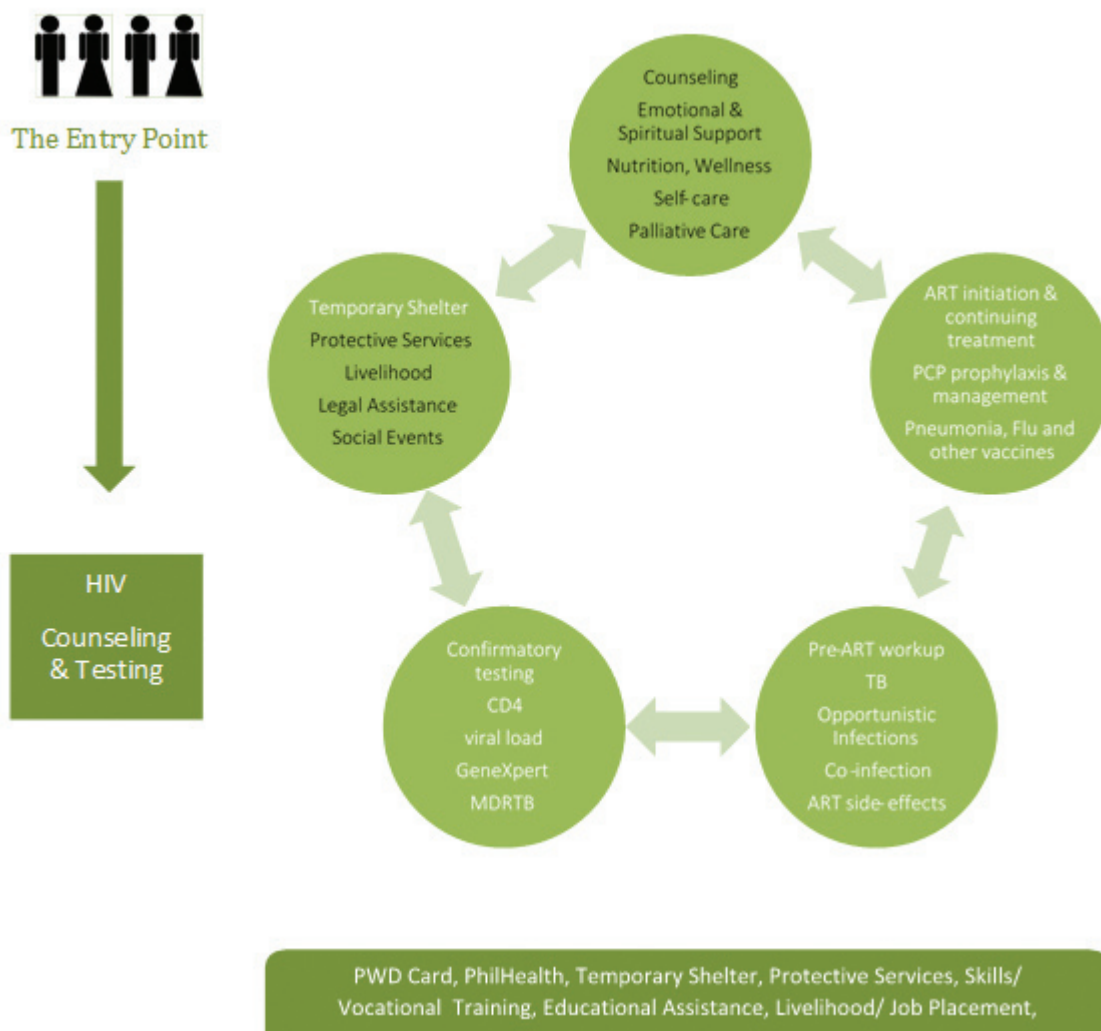 The Entry Point
HIV
Counseling
& Testing
Counseling
Emotional &
Spiritual Support
Nutrition, Wellness
Self-care
Palliative Care
Temporary Shelter
Protective Services
Livelihood
Legal Assistance
Social Events
ART initiation &
continuing
treatment
PCP prophylaxis &
management
Pneumonia, Flu and
other vaccines
Confirmatory
testing
CD4
viral load
GeneXpert
MDRTB
Pre-ART workup
TB
Opportunistic
Infections
Co-infection
ART side-effects
PWD Card, PhilHealth, Temporary Shelter, Protective Services, Skills/
Vocational Training, Educational Assistance, Livelihood/ Job Placement,